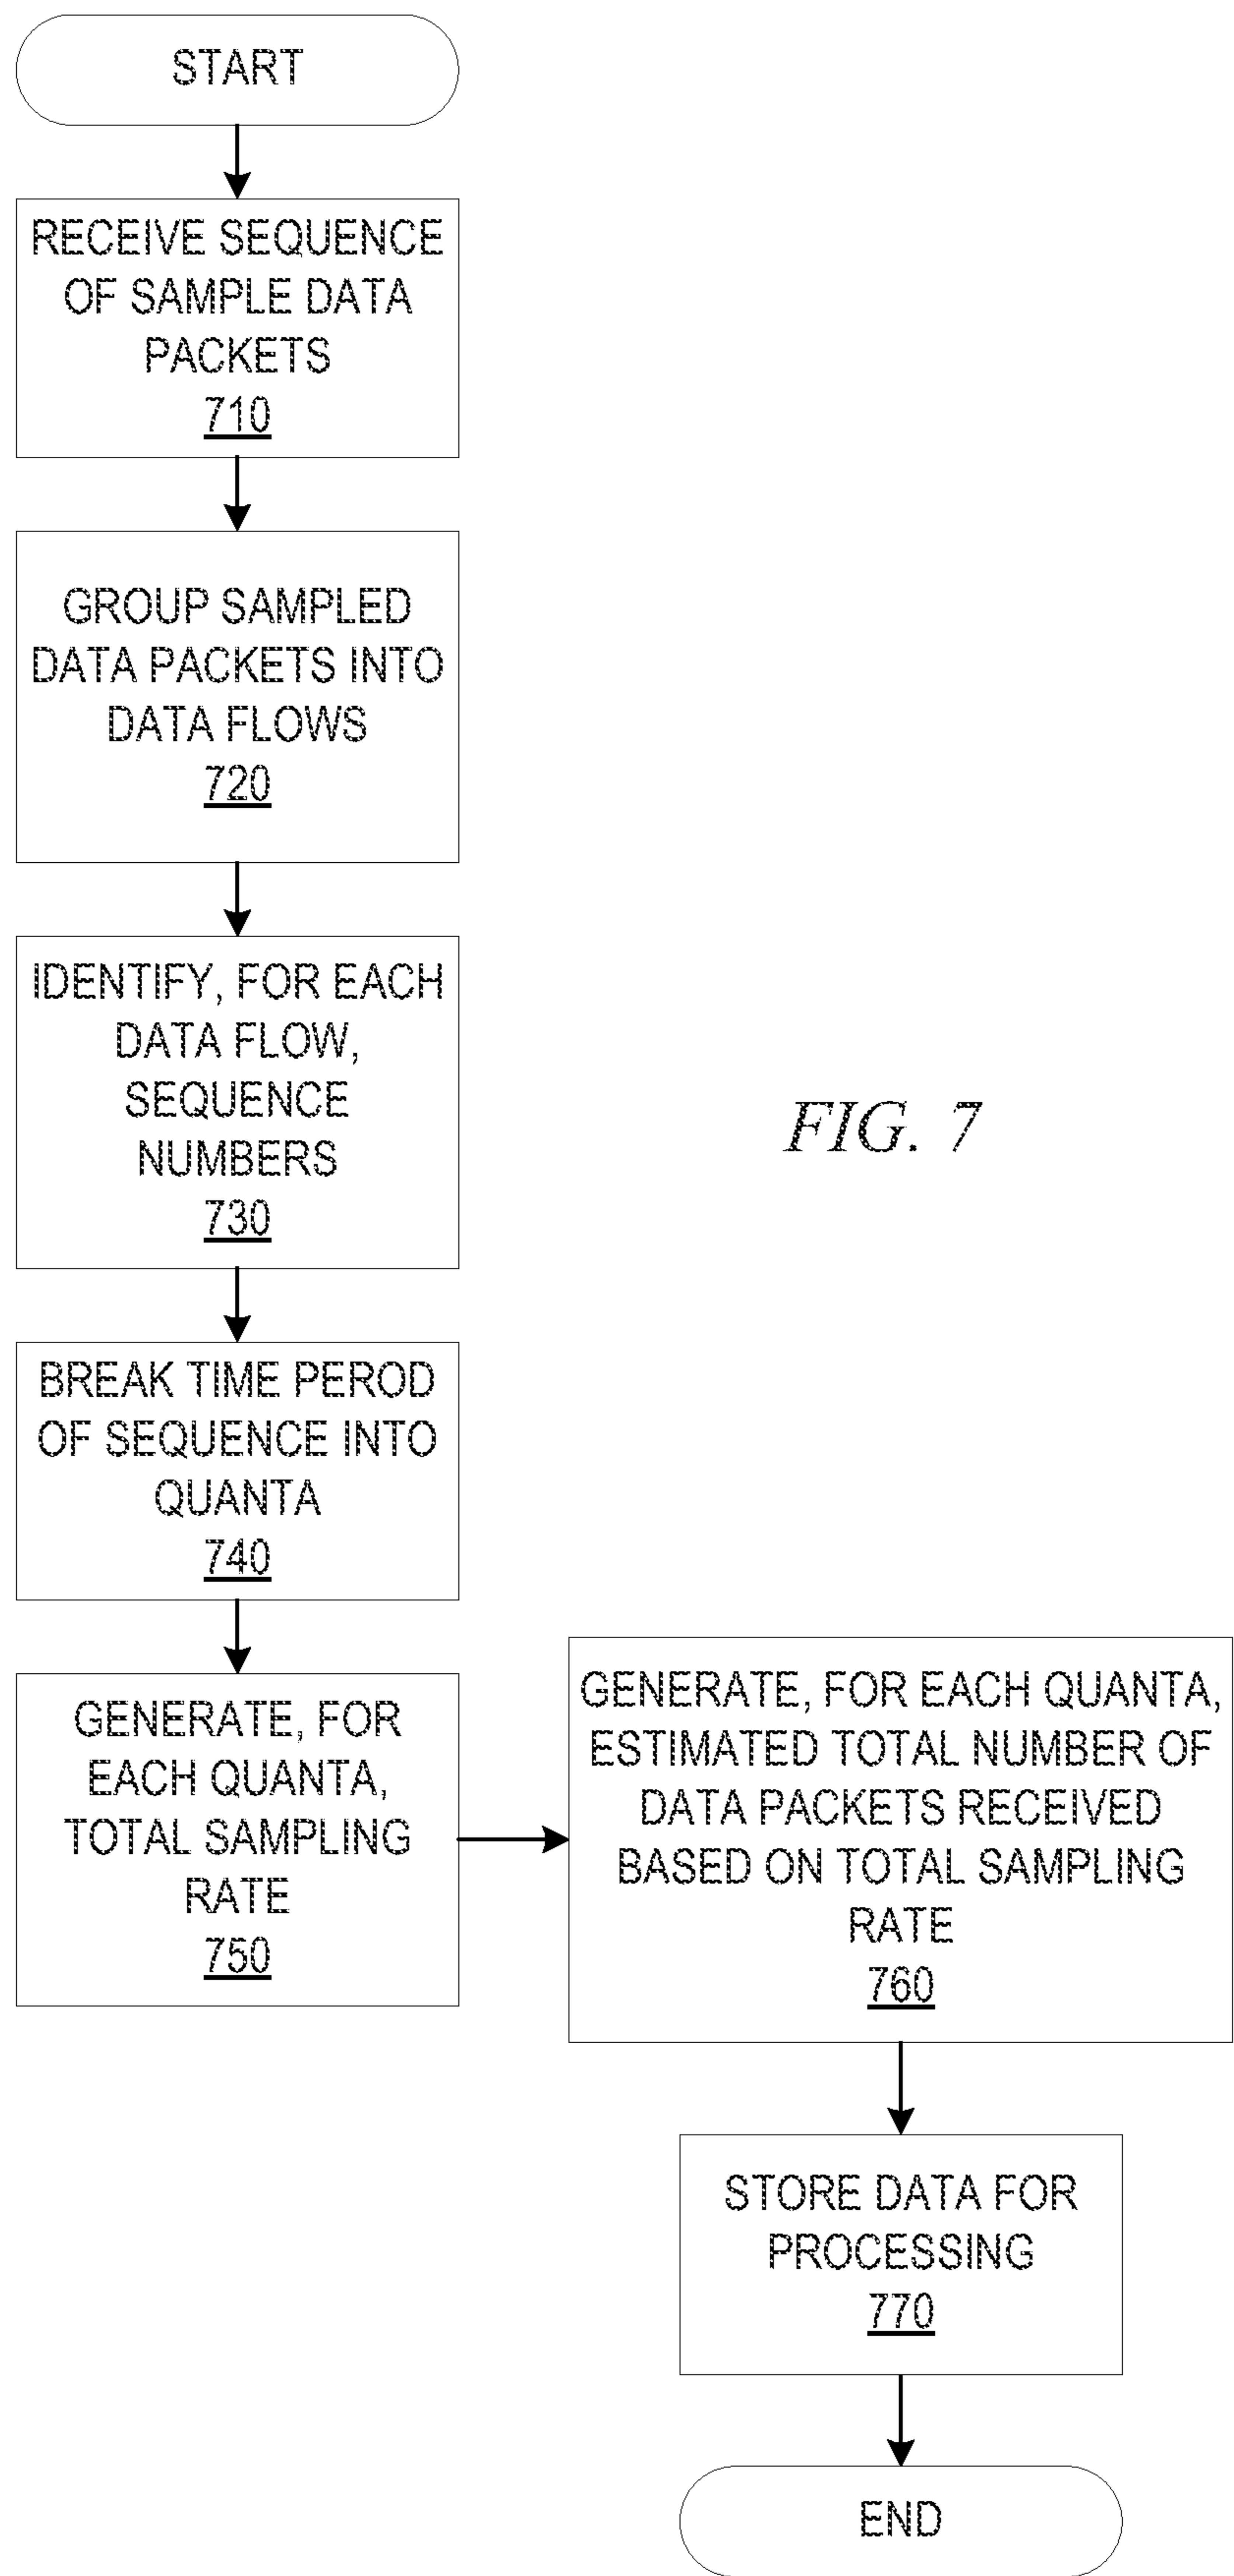 START
RECEIVE SEQUENCE
OF SAMPLE DATA
PACKETS
710
GROUP SAMPLED
DATA PACKETS INTO
DATA FLOWS
720
IDENTIFY, FOR EACH
DATA FLOW,
SEQUENCE
NUMBERS
730
FIG. 7
BREAK TIME PEROD
OF SEQUENCE INTO
QUANTA
740
GENERATE, FOR
EACH QUANTA,
TOTAL SAMPLING
RATE
750
GENERATE, FOR EACH QUANTA,
ESTIMATED TOTAL NUMBER OF
DATA PACKETS RECEIVED
BASED ON TOTAL SAMPLING
RATE
760
STORE DATA FOR
PROCESSING
770
END